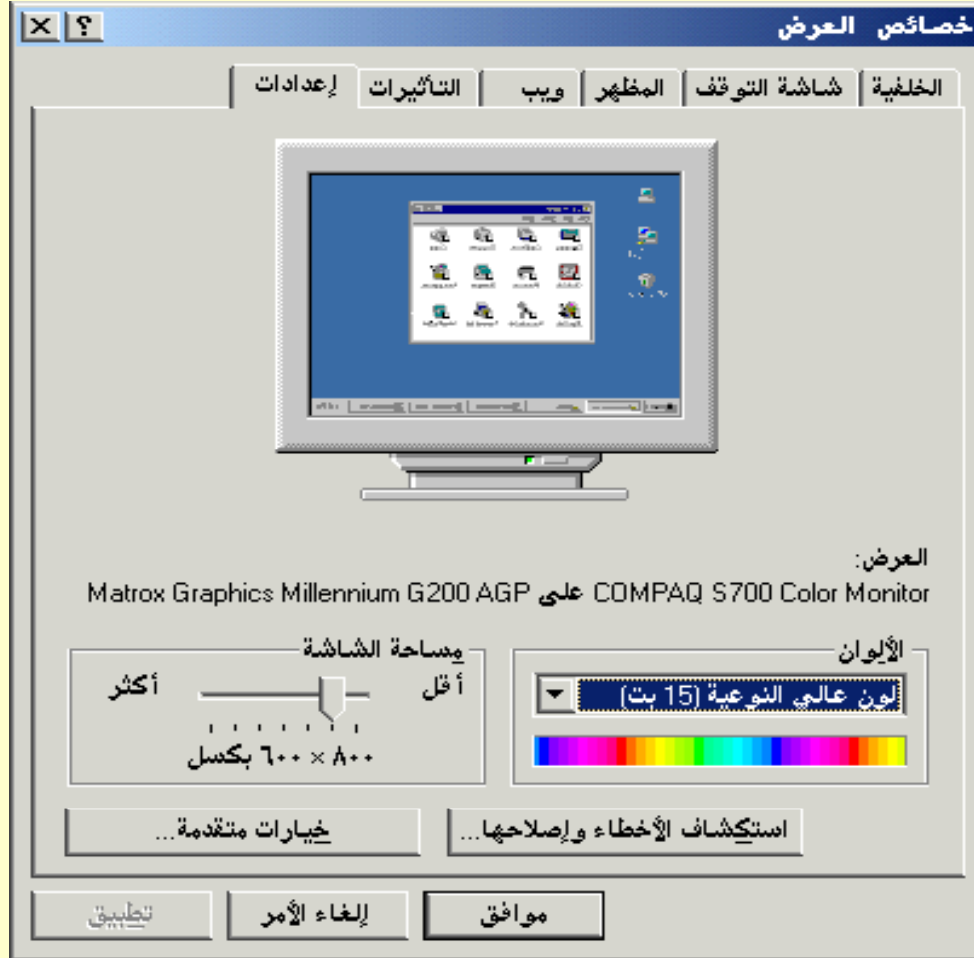 خصائص العرض
الخلفية شاشة التوقف المظهر ويب التأثيرات إعدادات
العرض:
COMPAQ S700 Color Monitor على Matrox Graphics Millennium G200 AGP
الألوان
لون عالي النوعية (15 بت)
مساحة الشاشة
أقل أكثر
٨٠٠ × ٦٠٠ بكسل
استكشاف الأخطاء وإصلاحها...
خيارات متقدمة...
موافق
إلغاء الأمر
تطبيق